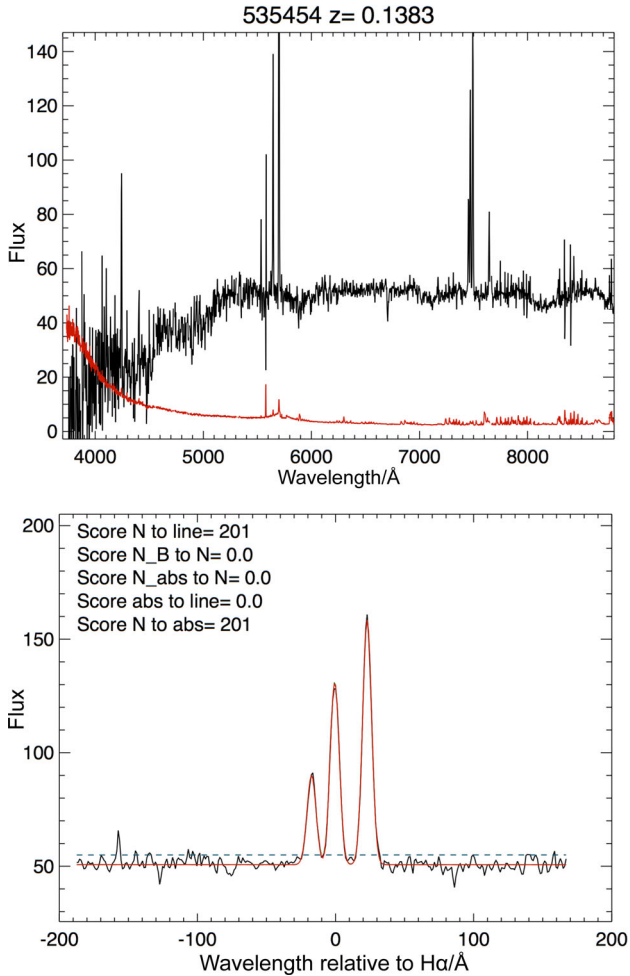 535454 z= 0.1383
140
120
100
80
60
40
20
0
Flux
4000 5000 6000 7000 8000
Wavelength/Å
Score N to line= 201
Score N_B to N= 0.0
Score N_abs to N= 0.0
Score abs to line= 0.0
Score N to abs= 201
200
150
100
50
Flux
-200 -100 0 100 200
Wavelength relative to Hα/Å